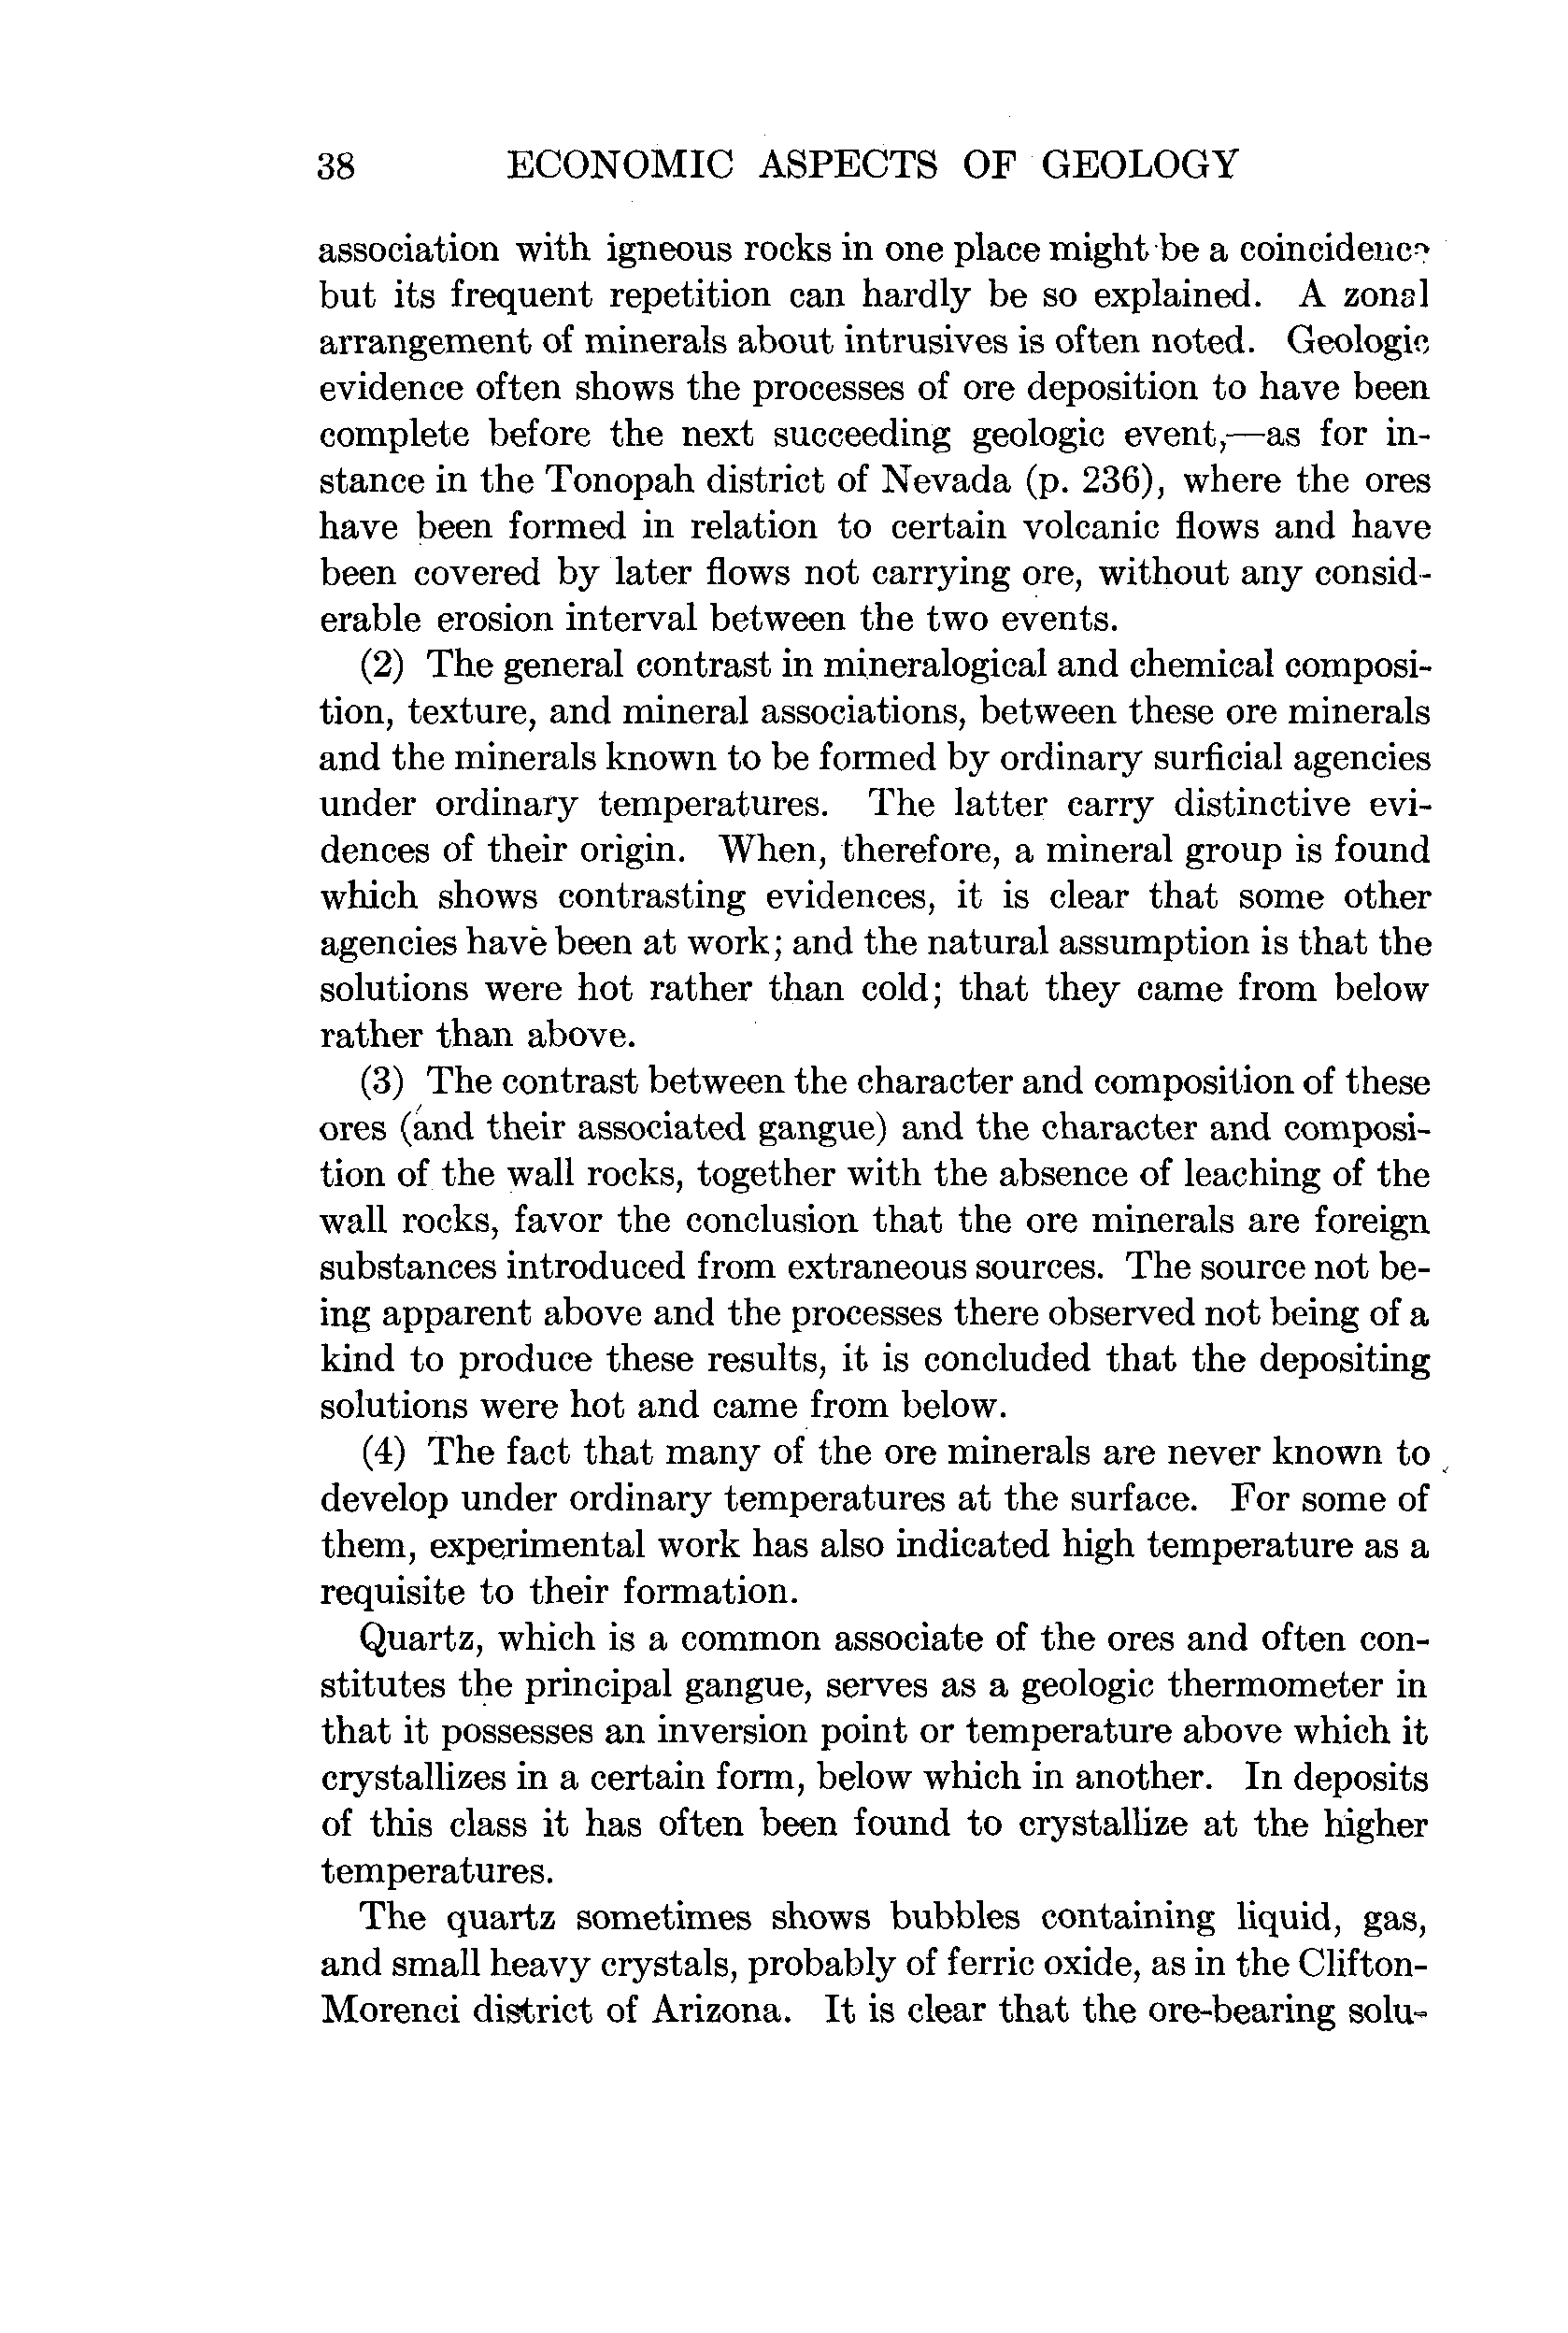 38 ECONOMIC ASPECTS OF GEOLOGY
association with igneous rocks in one place might be a coincidence
but its frequent repetition can hardly be so explained. A zonal
arrangement of minerals about intrusives is often noted. Geologic
evidence often shows the processes of ore deposition to have been
complete before the next succeeding geologic event,—as for in-
stance in the Tonopah district of Nevada (p. 236), where the ores
have been formed in relation to certain volcanic flows and have
been covered by later flows not carrying ore, without any consid-
erable erosion interval between the two events.
(2) The general contrast in mineralogical and chemical composi-
tion, texture, and mineral associations, between these ore minerals
and the minerals known to be formed by ordinary surficial agencies
under ordinary temperatures. The latter carry distinctive evi-
dences of their origin. When, therefore, a mineral group is found
which shows contrasting evidences, it is clear that some other
agencies have been at work; and the natural assumption is that the
solutions were hot rather than cold; that they came from below
rather than above.
(3) The contrast between the character and composition of these
ores (and their associated gangue) and the character and composi-
tion of the wall rocks, together with the absence of leaching of the
wall rocks, favor the conclusion that the ore minerals are foreign
substances introduced from extraneous sources. The source not be-
ing apparent above and the processes there observed not being of a
kind to produce these results, it is concluded that the depositing
solutions were hot and came from below.
(4) The fact that many of the ore minerals are never known to
develop under ordinary temperatures at the surface. For some of
them, experimental work has also indicated high temperature as a
requisite to their formation.
Quartz, which is a common associate of the ores and often con-
stitutes the principal gangue, serves as a geologic thermometer in
that it possesses an inversion point or temperature above which it
crystallizes in a certain form, below which in another. In deposits
of this class it has often been found to crystallize at the higher
temperatures.
The quartz sometimes shows bubbles containing liquid, gas,
and small heavy crystals, probably of ferric oxide, as in the Clifton-
Morenci district of Arizona. It is clear that the ore-bearing solu-